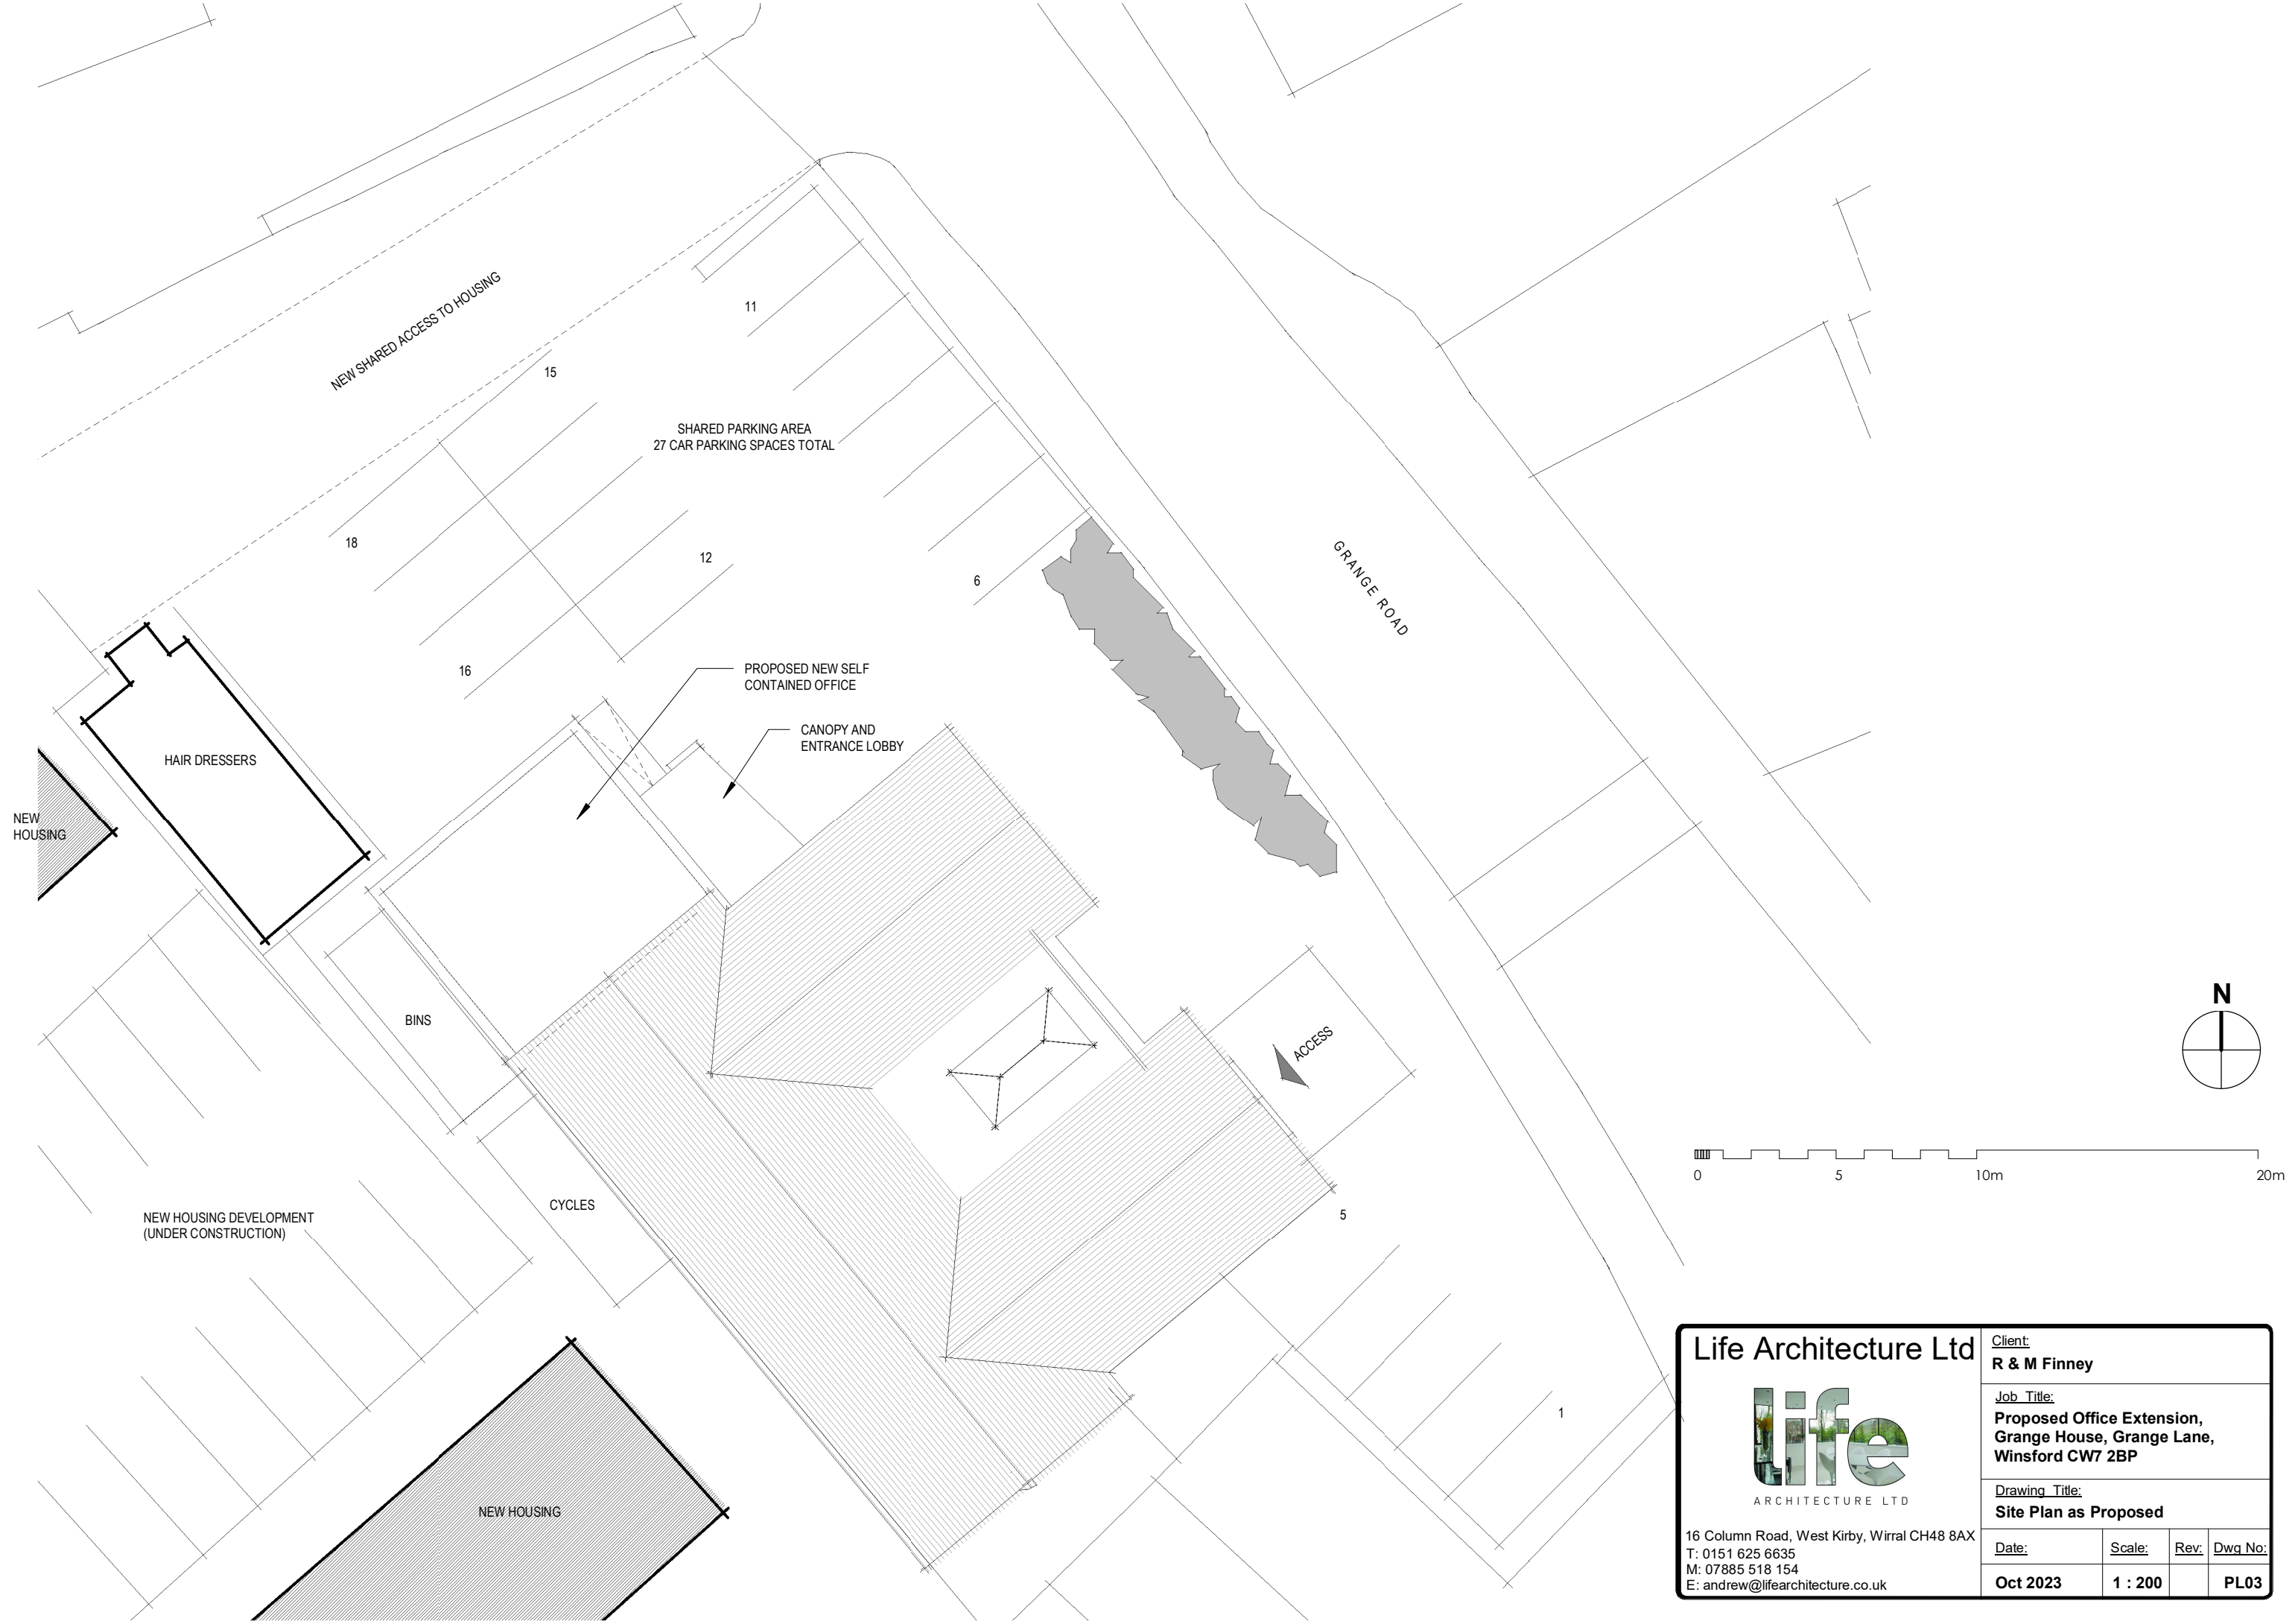 NEW SHARED ACCESS TO HOUSING
11
15
SHARED PARKING AREA
27 CAR PARKING SPACES TOTAL
18
12
6
16
GRANGE ROAD
PROPOSED NEW SELF
CONTAINED OFFICE
CANOPY AND
ENTRANCE LOBBY
HAIR DRESSERS
NEW
HOUSING
BINS
ACCESS
CYCLES
NEW HOUSING DEVELOPMENT
(UNDER CONSTRUCTION)
5
1
NEW HOUSING
N
0 5 10m 20m
Life Architecture Ltd
life
ARCHITECTURE LTD
16 Column Road, West Kirby, Wirral CH48 8AX
T: 0151 625 6635
M: 07885 518 154
E: andrew@lifearchitecture.co.uk
Client:
R & M Finney
Job Title:
Proposed Office Extension,
Grange House, Grange Lane,
Winsford CW7 2BP
Drawing Title:
Site Plan as Proposed
Date: Scale: Rev: Dwg No:
Oct 2023 1 : 200 PL03